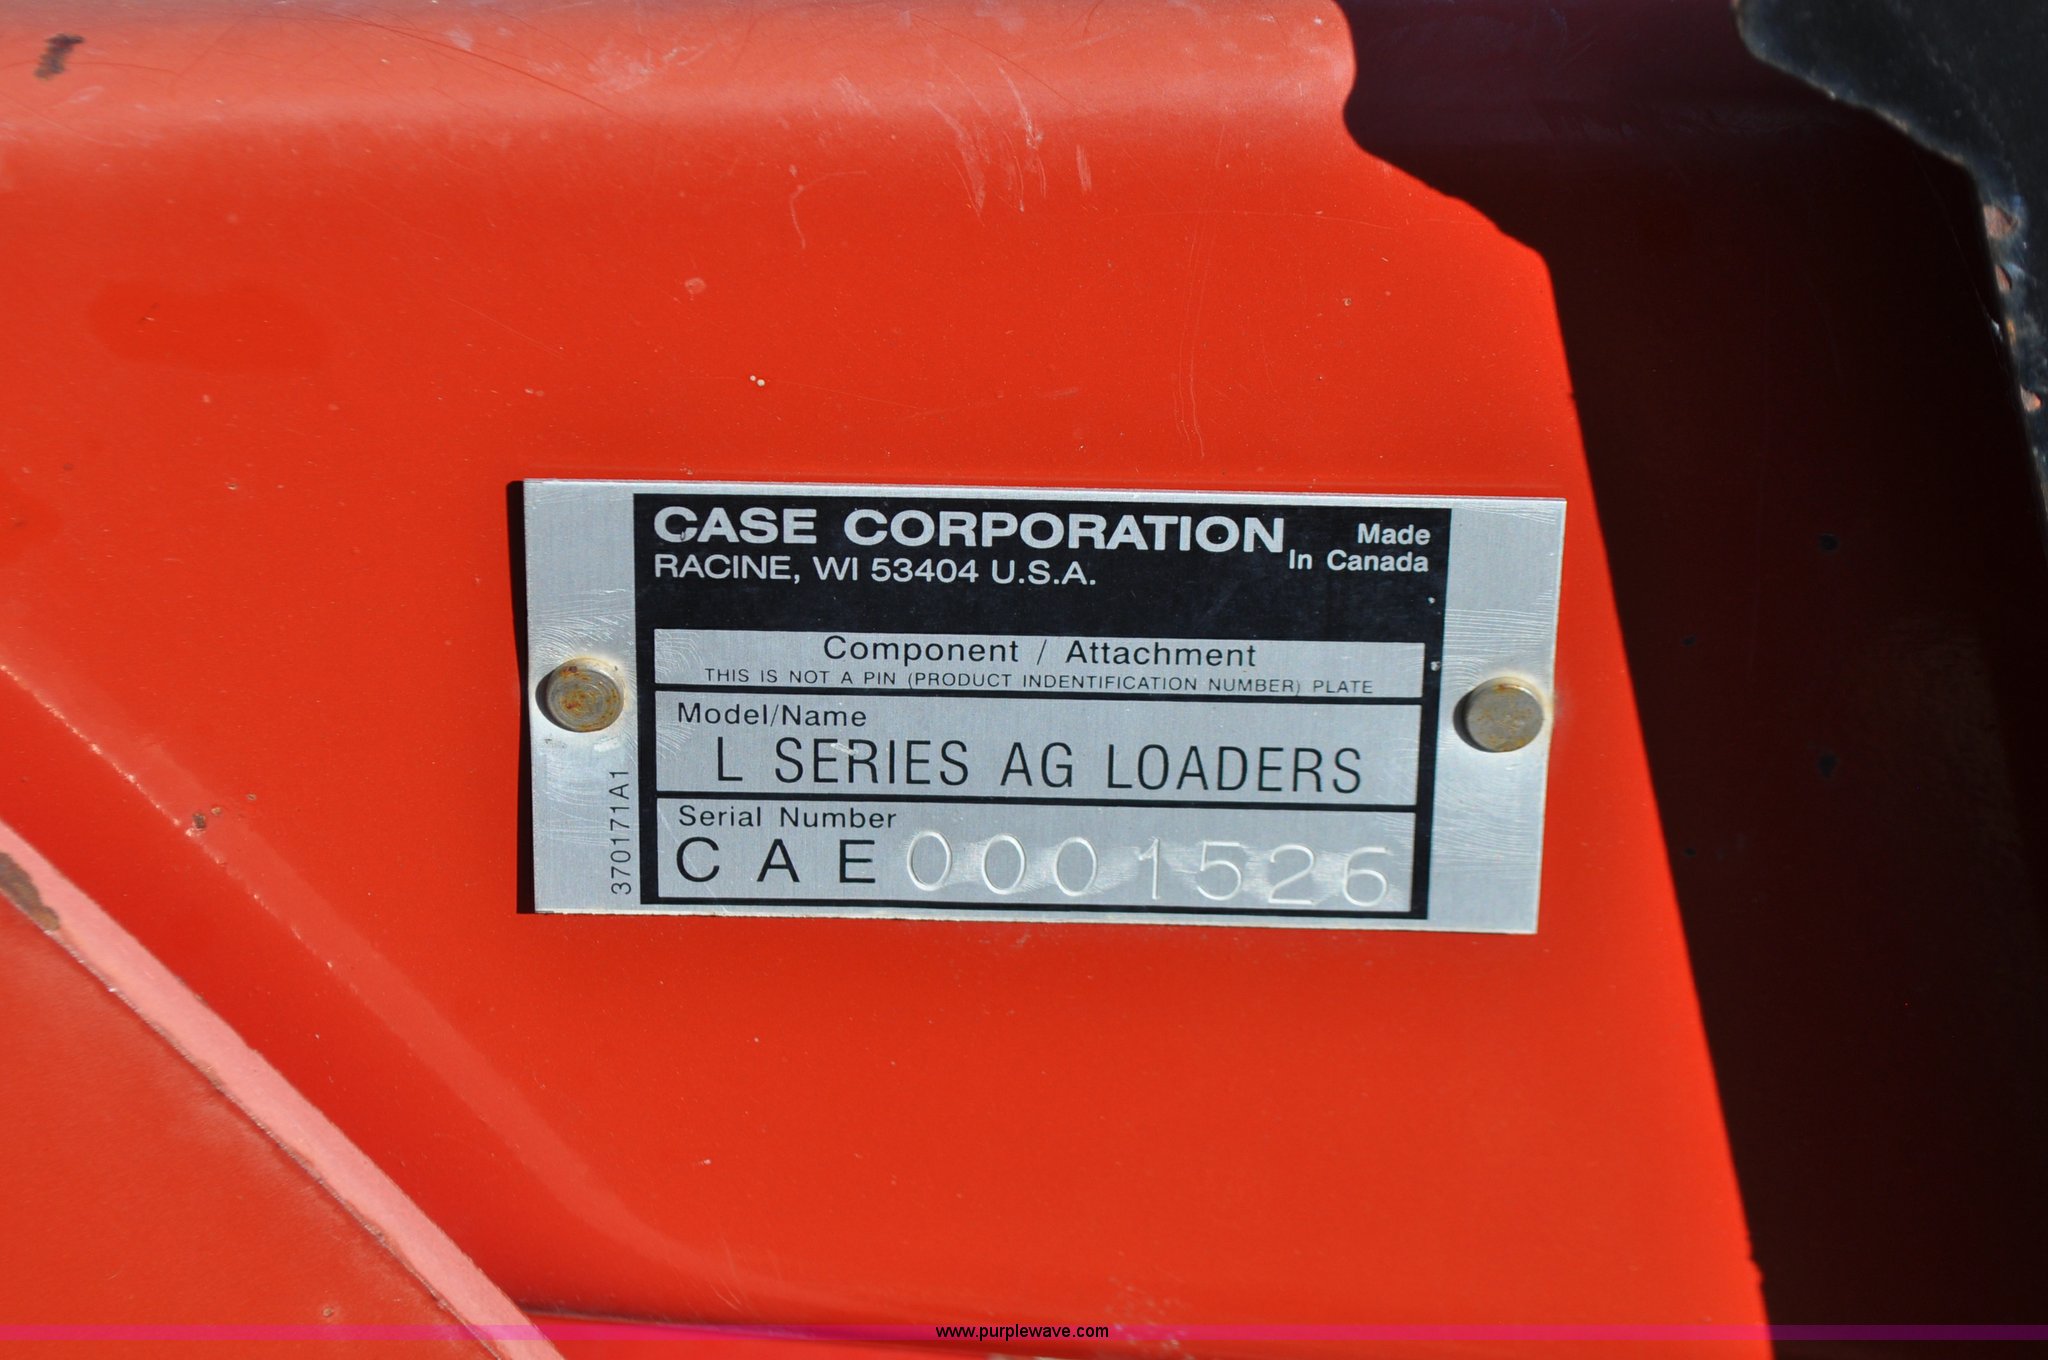 CASE CORPORATION
RACINE, WI 53404 U.S.A.
Made
In Canada
Component / Attachment
THIS IS NOT A PIN (PRODUCT INDENTIFICATION NUMBER) PLATE
Model/Name
L SERIES AG LOADERS
Serial Number
CAE0001526
370171A1
www.purplewave.com